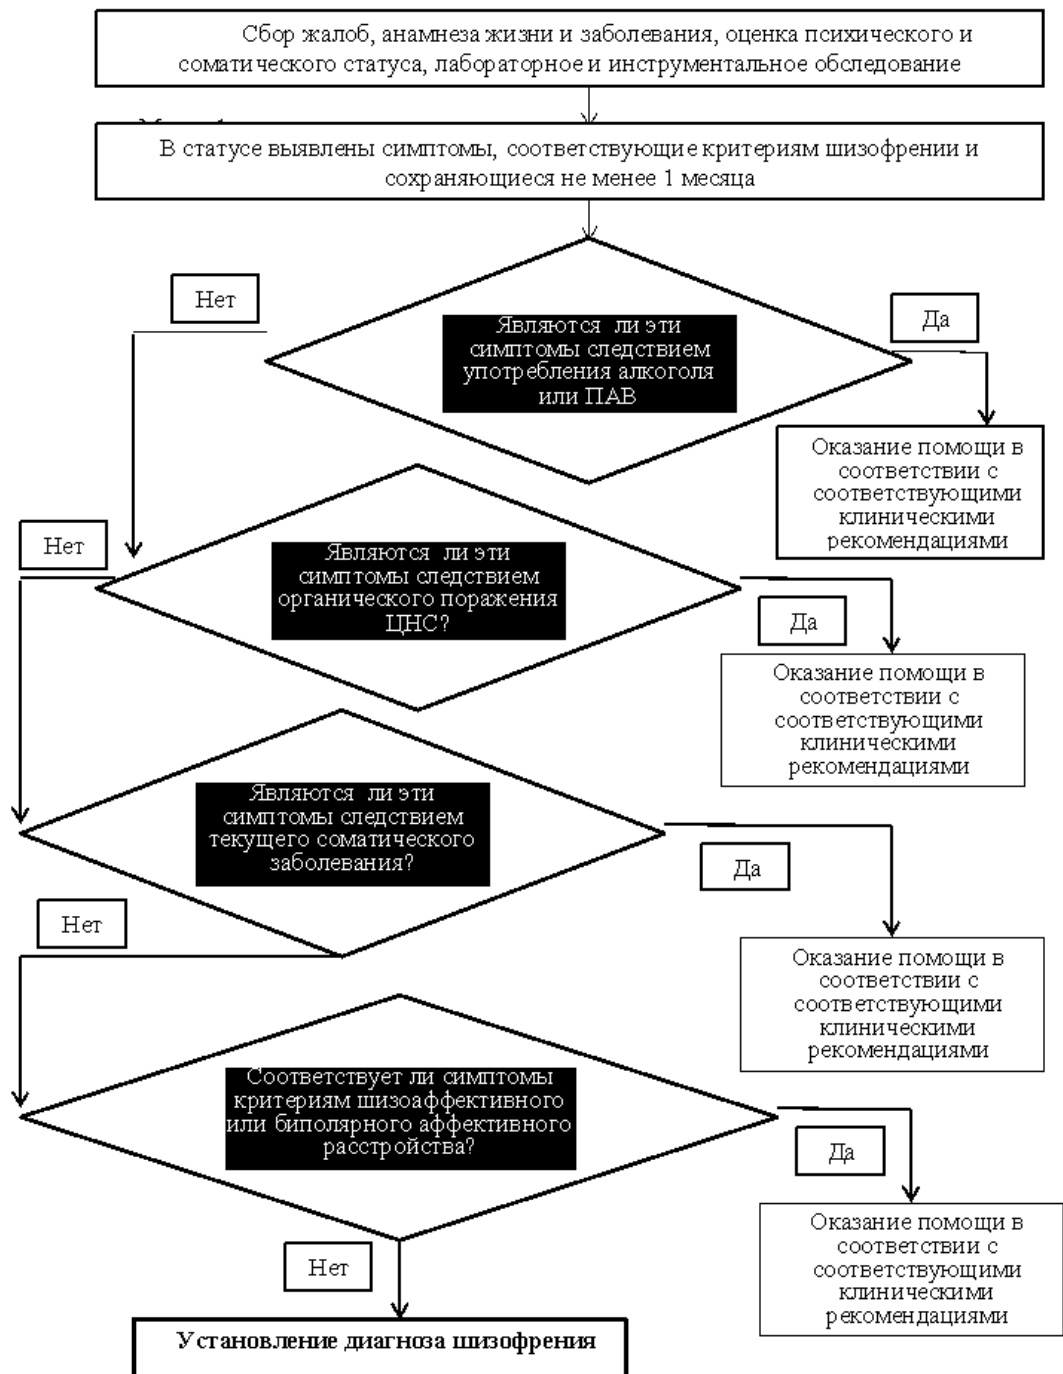 Сбор жалоб, анамнеза жизни и заболевания, оценка психического и
соматического статуса, лабораторное и инструментальное обследование
В статусе выявлены симптомы, соответствующие критериям шизофрении и
сохраняющиеся не менее 1 месяца
Нет
Да
Являются ли эти
симптомы следствием
употребления алкоголя
или ПАВ
Оказание помощи в
соответствии с
соответствующими
клиническими
рекомендациями
Нет
Являются ли эти
симптомы следствием
органического поражения
ЦНС?
Да
Оказание помощи в
соответствии с
соответствующими
клиническими
рекомендациями
Являются ли эти
симптомы следствием
текущего соматического
заболевания?
Да
Нет
Оказание помощи в
соответствии с
соответствующими
клиническими
рекомендациями
Соответствует ли симптомы
критериям шизоаффективного
или биполярного аффективного
расстройства?
Да
Оказание помощи в
соответствии с
соответствующими
клиническими
рекомендациями
Нет
Установление диагноза шизофрения